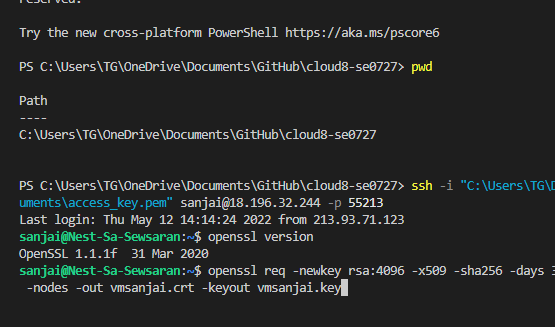 reserved.
Try the new cross-platform PowerShell https://aka.ms/pscore6
PS C:\Users\TG\OneDrive\Documents\GitHub\cloud8-se0727> pwd
Path
----
C:\Users\TG\OneDrive\Documents\GitHub\cloud8-se0727
PS C:\Users\TG\OneDrive\Documents\GitHub\cloud8-se0727> ssh -i "C:\Users\TG\
uments\access_key.pem" sanjai@18.196.32.244 -p 55213
Last login: Thu May 12 14:14:24 2022 from 213.93.71.123
sanjai@Nest-Sa-Sewsaran:~$ openssl version
OpenSSL 1.1.1f  31 Mar 2020
sanjai@Nest-Sa-Sewsaran:~$ openssl req -newkey rsa:4096 -x509 -sha256 -days
 -nodes -out vmsanjai.crt -keyout vmsanjai.key